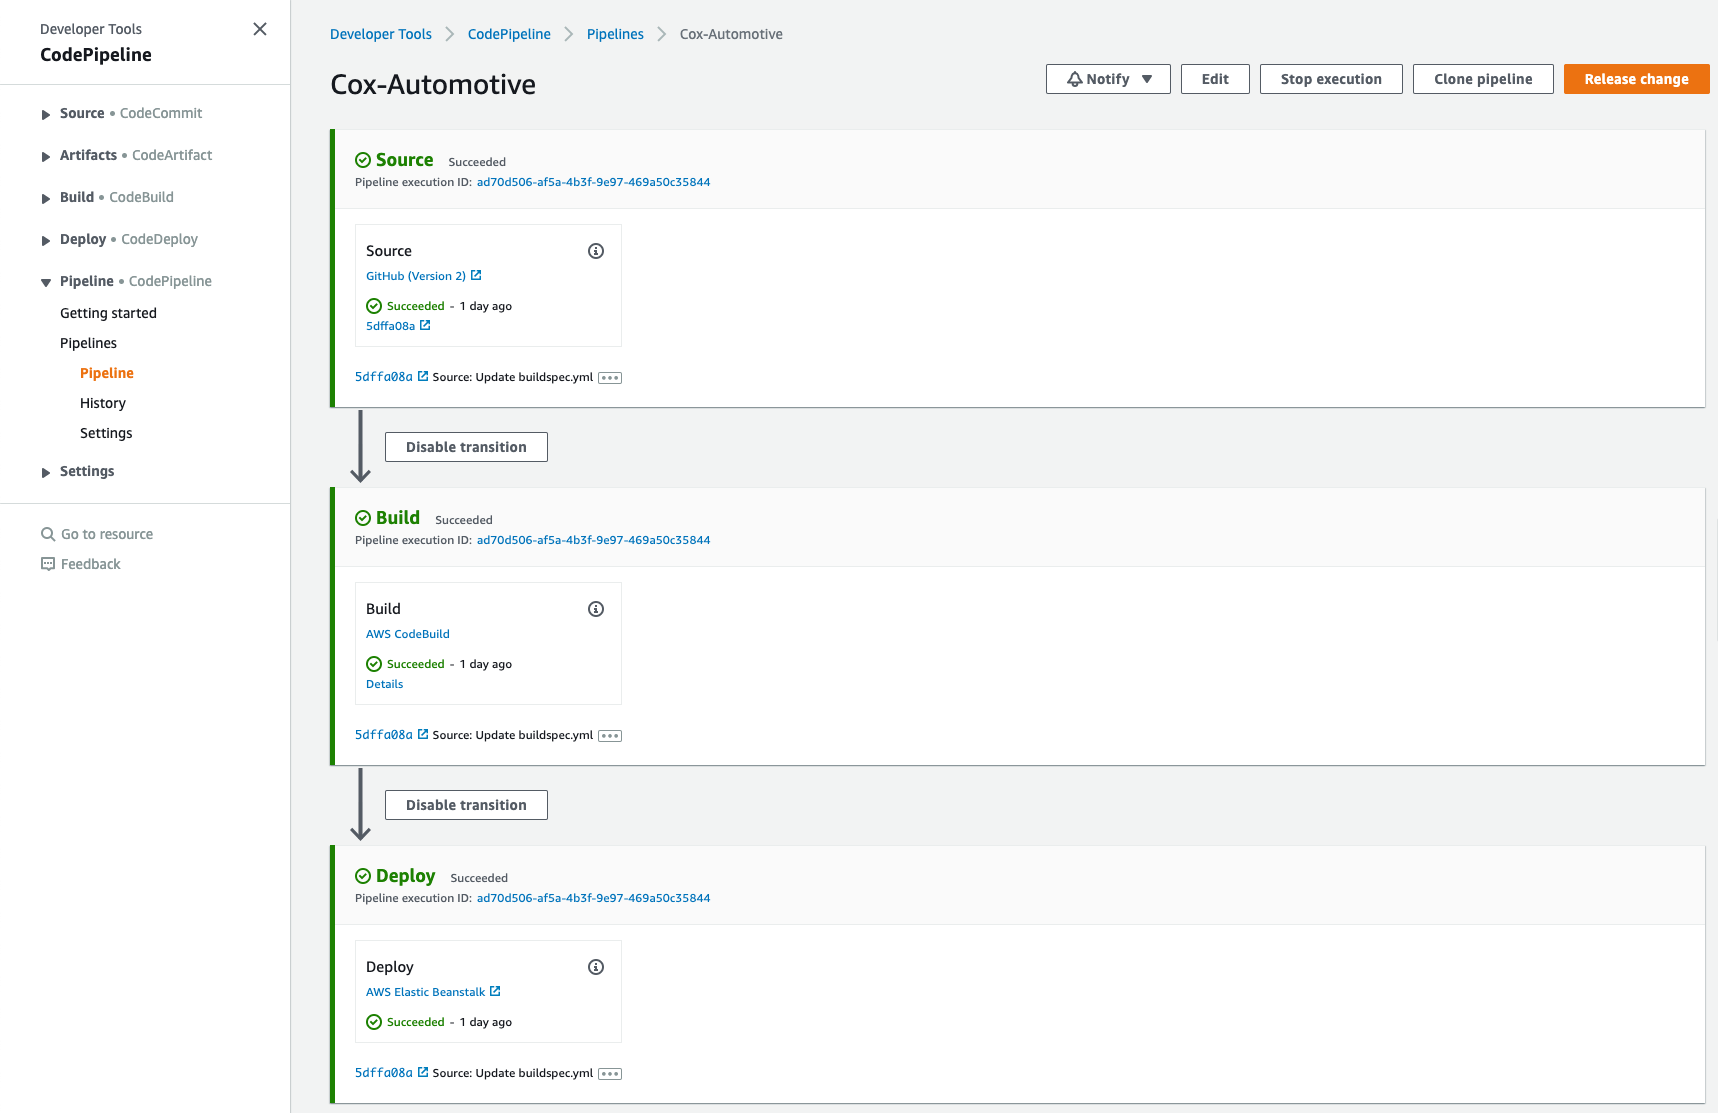 Developer Tools
CodePipeline
Source • CodeCommit
Artifacts • CodeArtifact
Build • CodeBuild
Deploy • CodeDeploy
Pipeline • CodePipeline
Getting started
Pipelines
Pipeline
History
Settings
Settings
Go to resource
Feedback
Developer Tools > CodePipeline > Pipelines > Cox-Automotive
Cox-Automotive
Notify
Edit
Stop execution
Clone pipeline
Release change
Source Succeeded
Pipeline execution ID: ad70d506-af5a-4b3f-9e97-469a50c35844
Source
GitHub (Version 2)
Succeeded - 1 day ago
5dffa08a
5dffa08a Source: Update buildspec.yml
Disable transition
Build Succeeded
Pipeline execution ID: ad70d506-af5a-4b3f-9e97-469a50c35844
Build
AWS CodeBuild
Succeeded - 1 day ago
Details
5dffa08a Source: Update buildspec.yml
Disable transition
Deploy Succeeded
Pipeline execution ID: ad70d506-af5a-4b3f-9e97-469a50c35844
Deploy
AWS Elastic Beanstalk
Succeeded - 1 day ago
5dffa08a Source: Update buildspec.yml